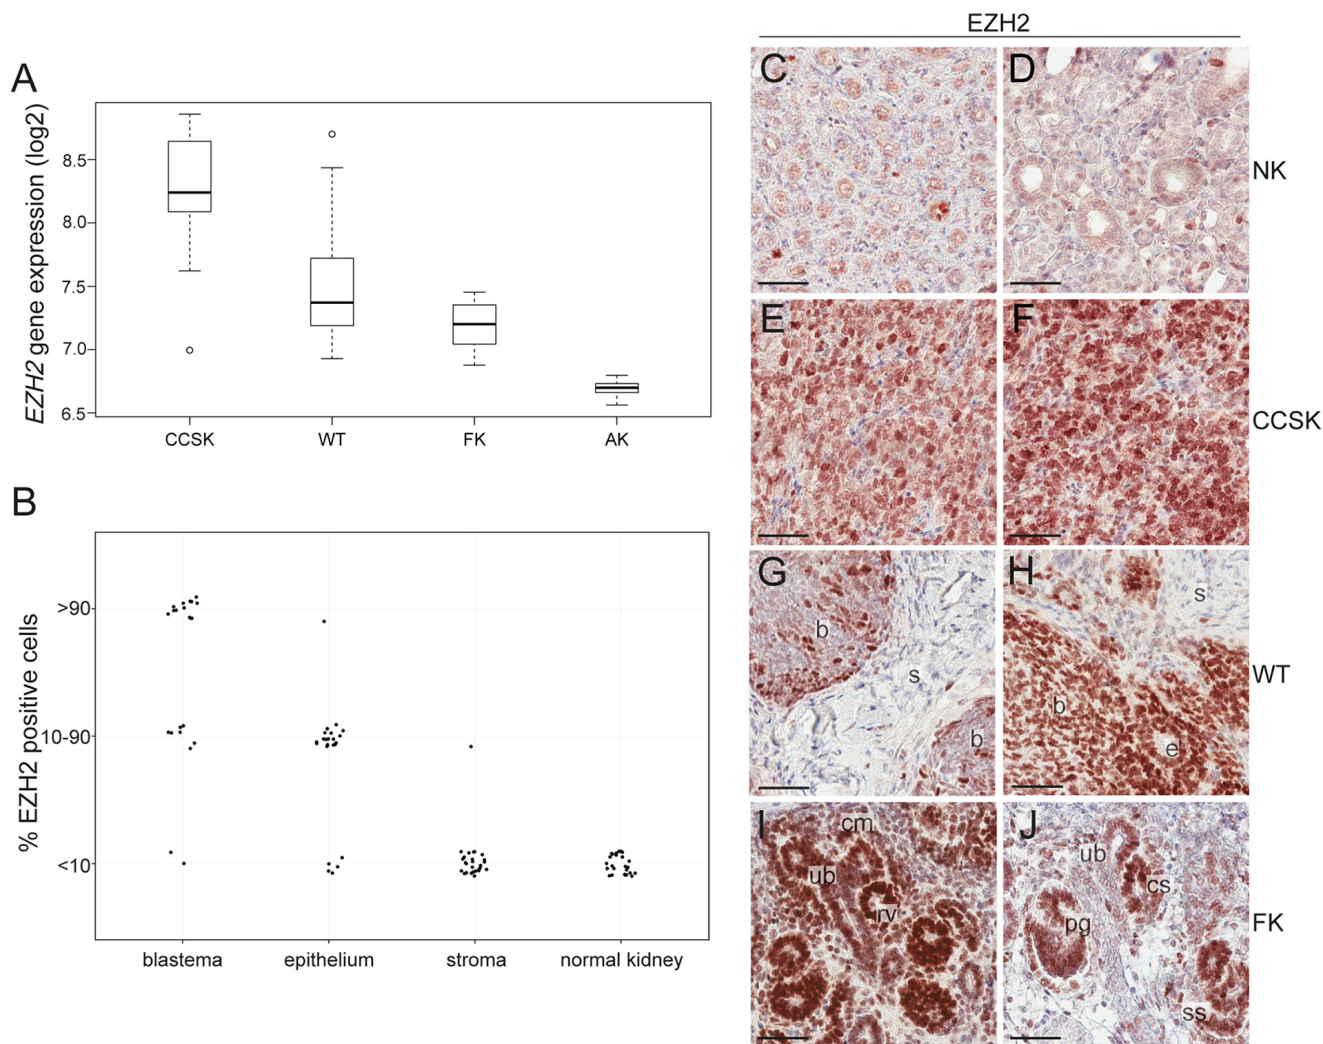 A
EZH2 gene expression (log2)
8.5
8.0
7.5
7.0
6.5
CCSK
WT
FK
AK
B
% EZH2 positive cells
>90
10-90
<10
blastema
epithelium
stroma
normal kidney
EZH2
C
D
NK
E
F
CCSK
G
b
s
b
H
s
b
e
WT
I
cm
ub
rv
J
ub
cs
pg
ss
FK